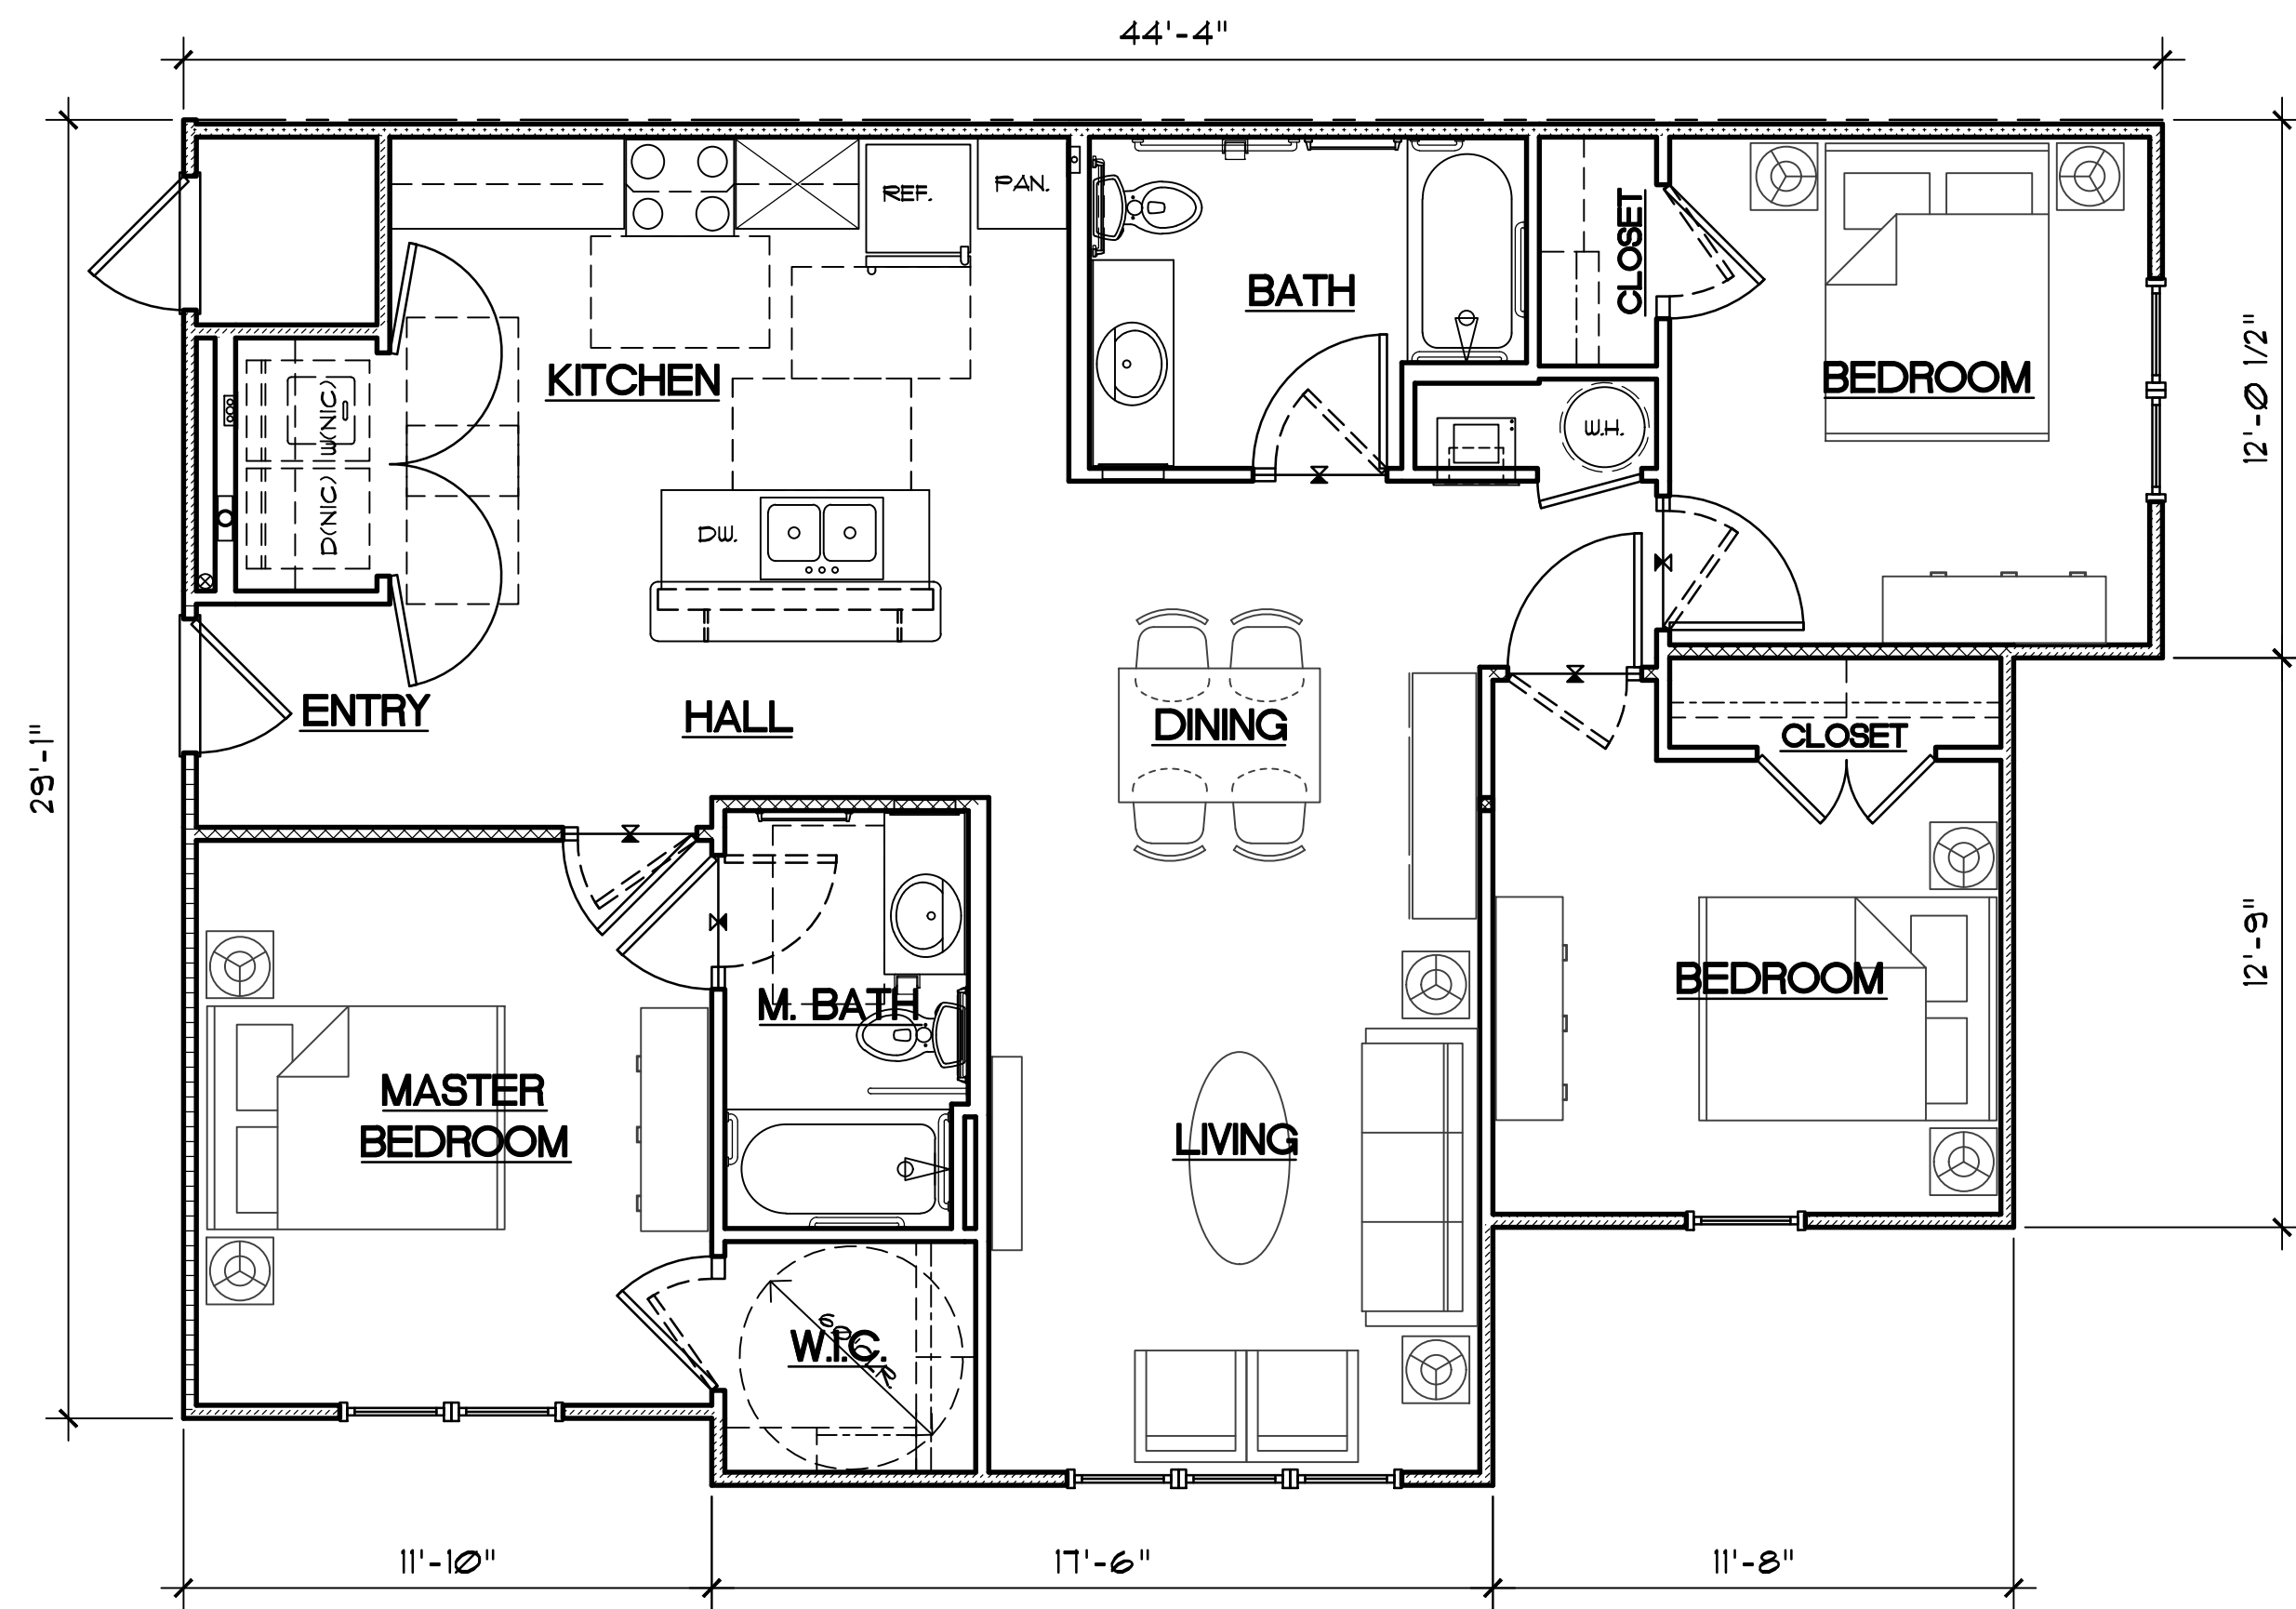 44'-4"
REF.
PAN.
CLOSET
BATH
KITCHEN
BEDROOM
12'-0 1/2"
W(NIC)
W.H.
D(NIC)
DW.
ENTRY
HALL
DINING
CLOSET
29'-1"
12'-9"
BEDROOM
M. BATH
MASTER
BEDROOM
LIVING
W.I.C.
11'-10"
17'-6"
11'-8"